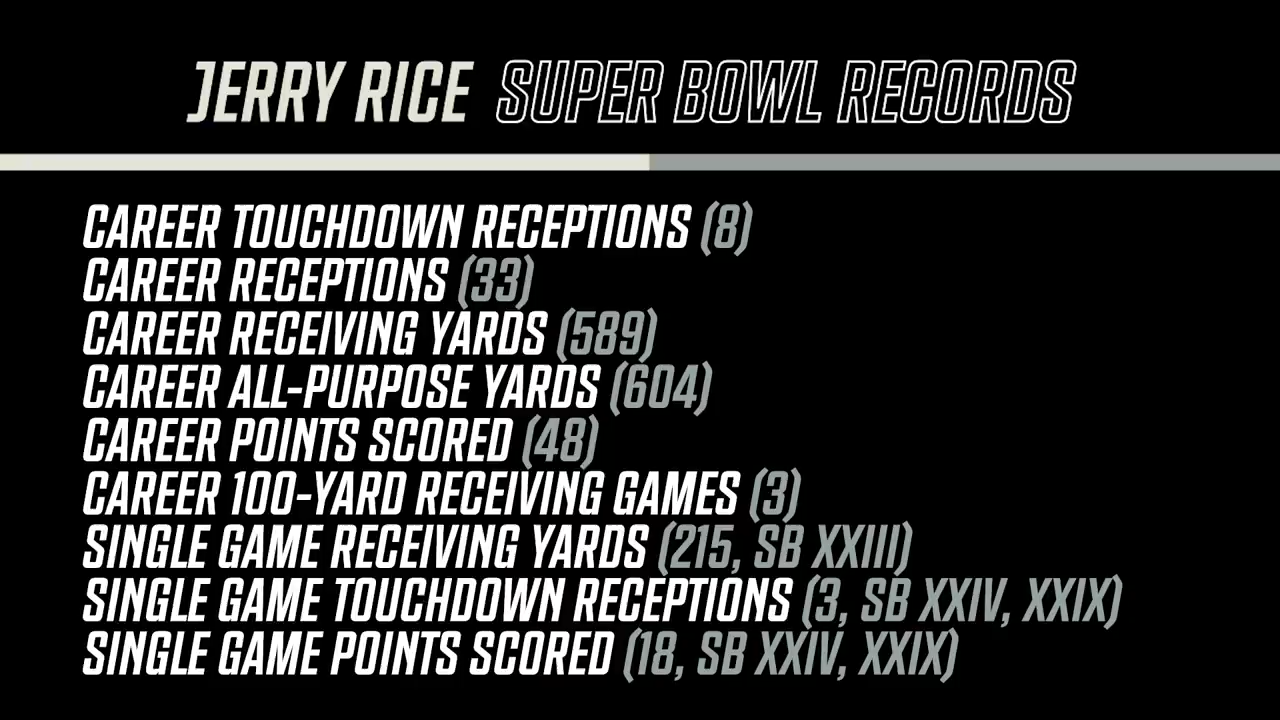 JERRY RICE SUPER BOWL RECORDS
CAREER TOUCHDOWN RECEPTIONS (8)
CAREER RECEPTIONS (33)
CAREER RECEIVING YARDS (589)
CAREER ALL-PURPOSE YARDS (604)
CAREER POINTS SCORED (48)
CAREER 100-YARD RECEIVING GAMES (3)
SINGLE GAME RECEIVING YARDS (215, SB XXIII)
SINGLE GAME TOUCHDOWN RECEPTIONS (3, SB XXIV, XXIX)
SINGLE GAME POINTS SCORED (18, SB XXIV, XXIX)